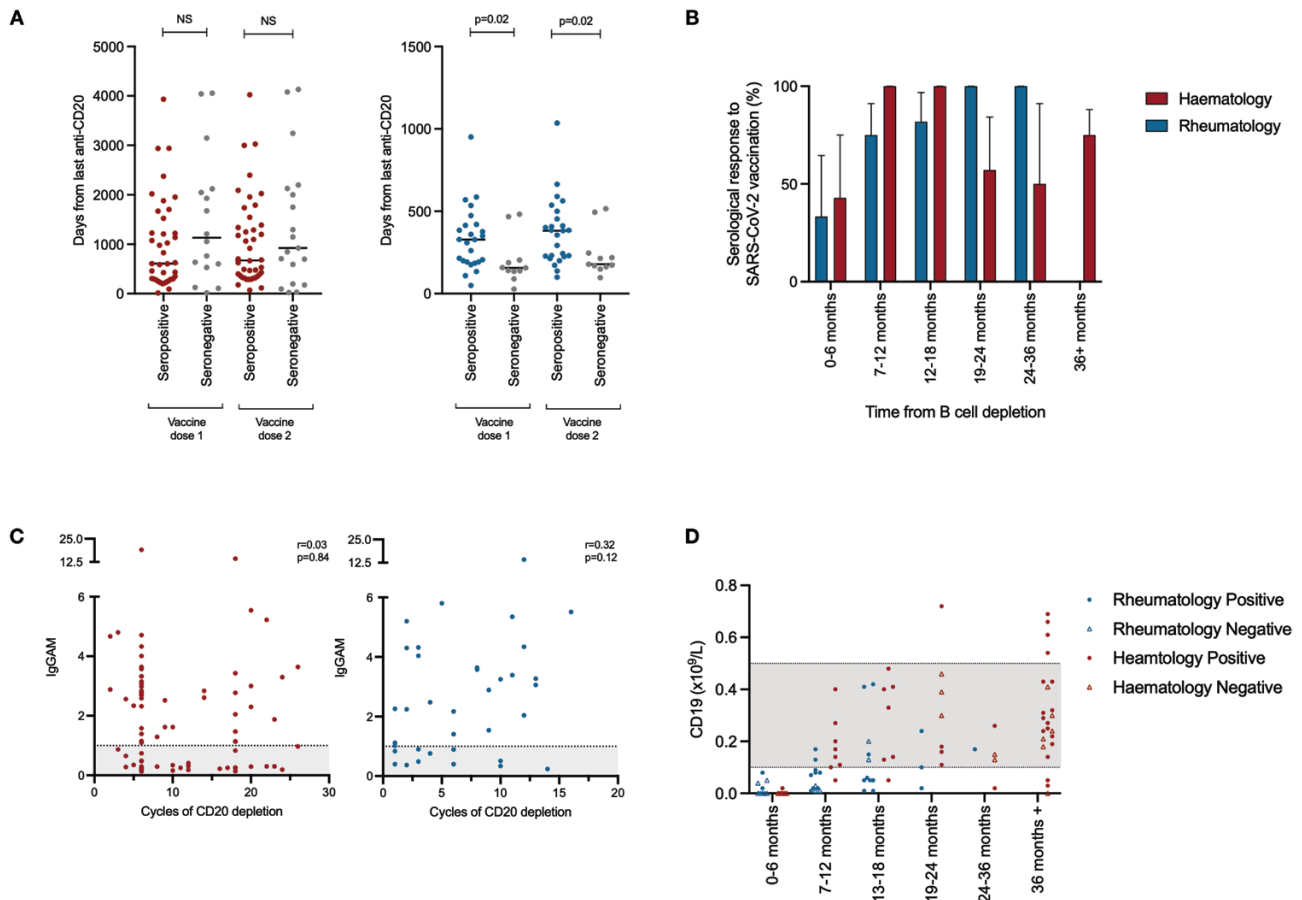 A
NS
NS
5000
4000
3000
2000
1000
0
Days from last anti-CD20
Seropositive
Seronegative
Seropositive
Seronegative
Vaccine
dose 1
Vaccine
dose 2
p=0.02
p=0.02
1500
1000
500
0
Days from last anti-CD20
Seropositive
Seronegative
Seropositive
Seronegative
Vaccine
dose 1
Vaccine
dose 2
B
100
50
0
Serological response to
SARS-CoV-2 vaccination (%)
0-6 months
7-12 months
12-18 months
19-24 months
24-36 months
36+ months
Time from B cell depletion
Haematology
Rheumatology
C
25.0
12.5
6
4
2
0
IgGAM
r=0.03
p=0.84
0
10
20
30
Cycles of CD20 depletion
25.0
12.5
6
4
2
0
IgGAM
r=0.32
p=0.12
0
5
10
15
20
Cycles of CD20 depletion
D
0.8
0.6
0.4
0.2
0.0
CD19 (x10⁹/L)
0-6 months
7-12 months
13-18 months
19-24 months
24-36 months
36 months +
Rheumatology Positive
Rheumatology Negative
Heamtology Positive
Haematology Negative